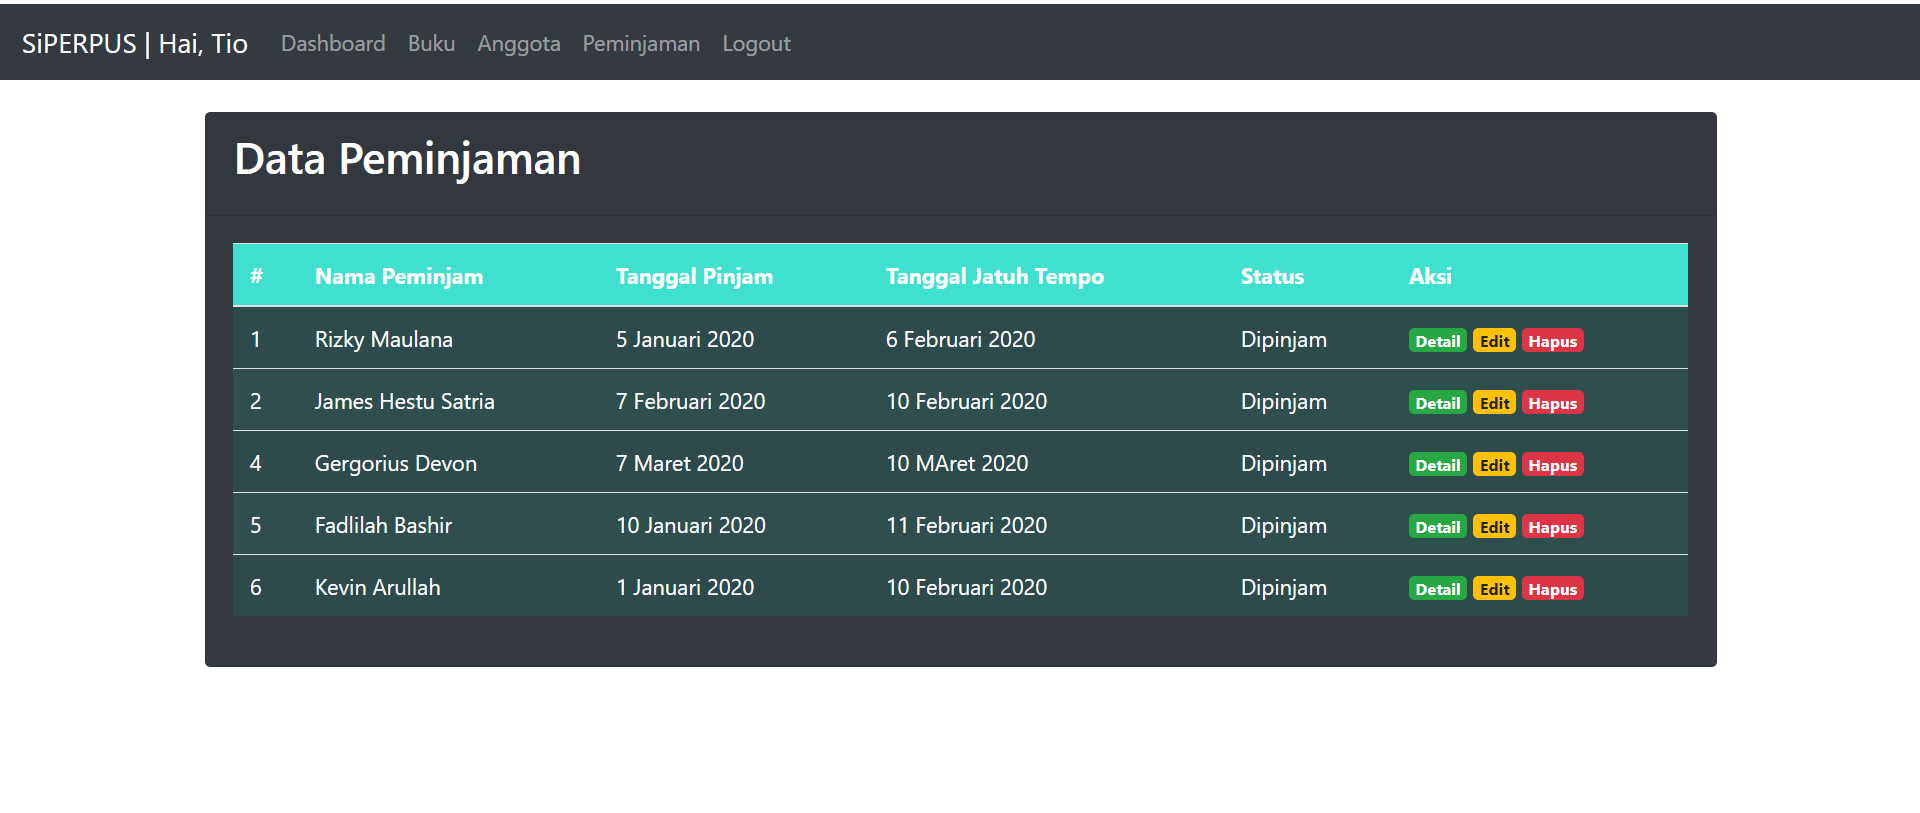 SiPERPUS | Hai, Tio Dashboard Buku Anggota Peminjaman Logout
Data Peminjaman
# Nama Peminjam Tanggal Pinjam Tanggal Jatuh Tempo Status Aksi
1 Rizky Maulana 5 Januari 2020 6 Februari 2020 Dipinjam Detail Edit Hapus
2 James Hestu Satria 7 Februari 2020 10 Februari 2020 Dipinjam Detail Edit Hapus
4 Gergorius Devon 7 Maret 2020 10 MAret 2020 Dipinjam Detail Edit Hapus
5 Fadlilah Bashir 10 Januari 2020 11 Februari 2020 Dipinjam Detail Edit Hapus
6 Kevin Arullah 1 Januari 2020 10 Februari 2020 Dipinjam Detail Edit Hapus